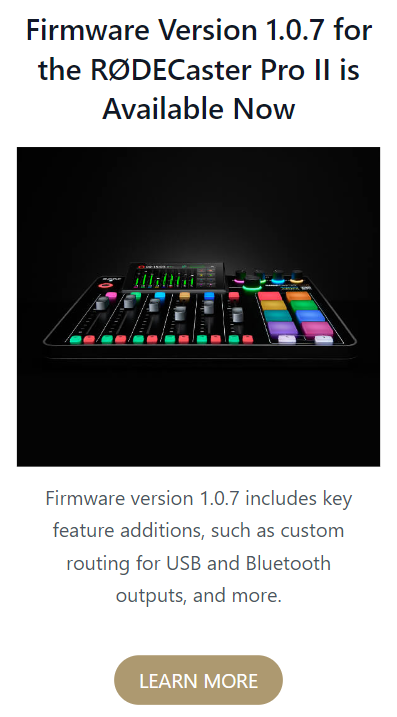 Firmware Version 1.0.7 for
the RØDECaster Pro II is
Available Now
Firmware version 1.0.7 includes key
feature additions, such as custom
routing for USB and Bluetooth
outputs, and more.
LEARN MORE